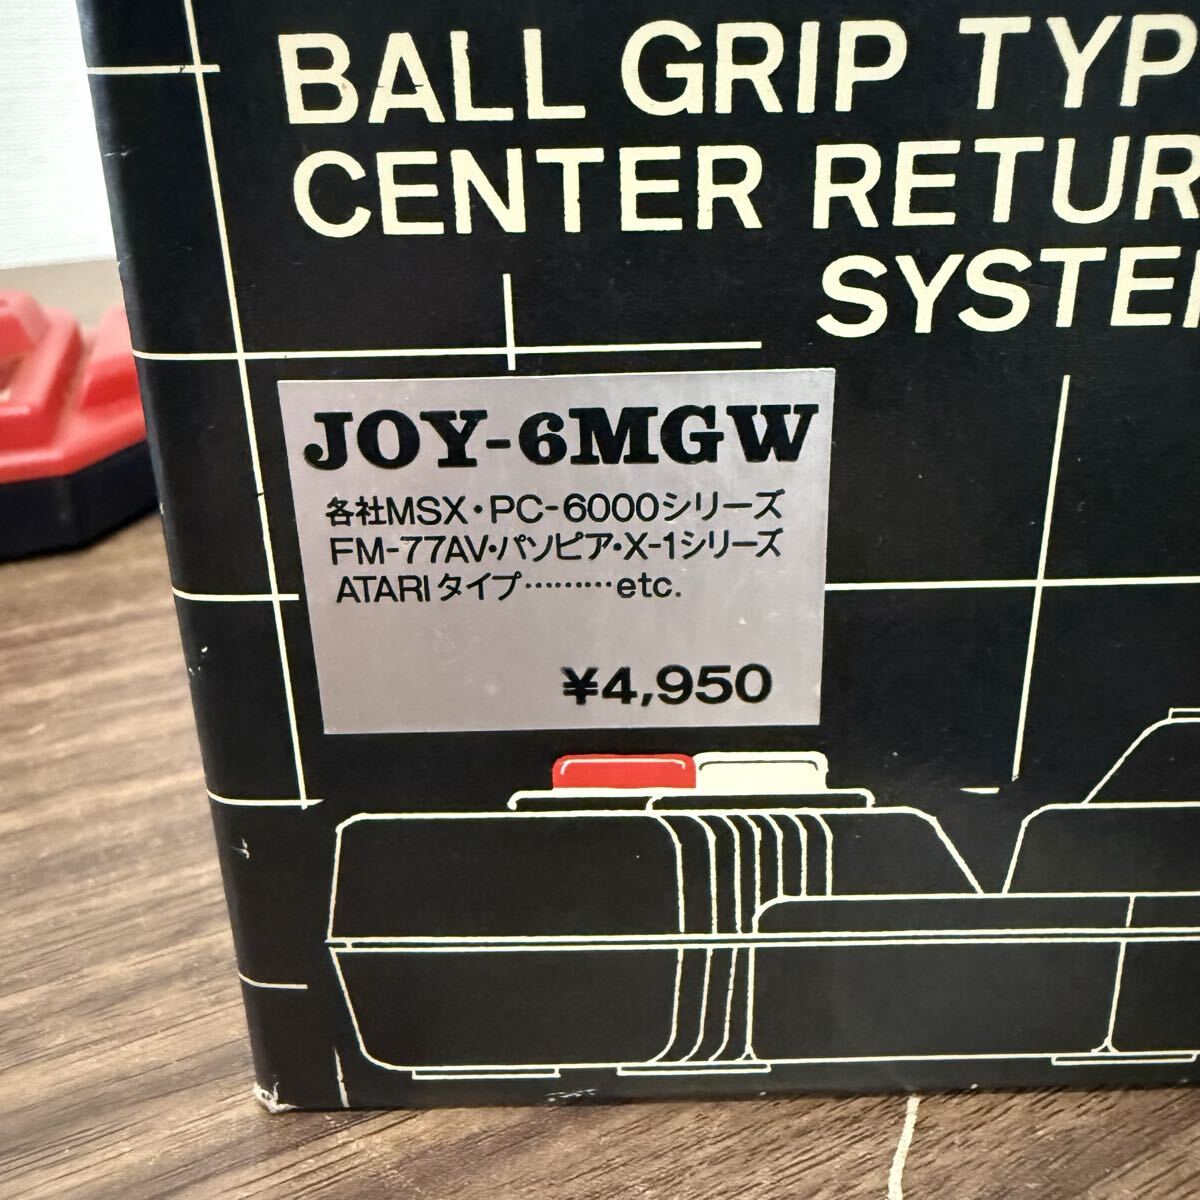 BALL GRIP TYP
CENTER RETUR
SYSTE
JOY-6MGW
各社MSX・PC-6000シリーズ
FM-77AV・パソピア・X-1シリーズ
ATARIタイプ………etc.
¥4,950